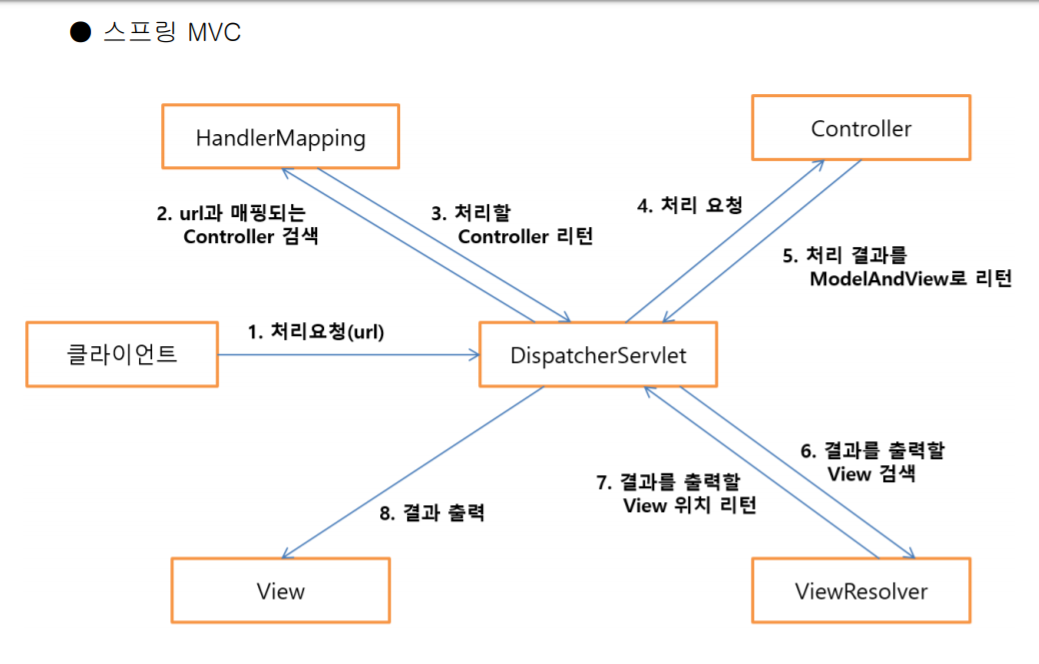 ● 스프링 MVC
HandlerMapping
Controller
2. url과 매핑되는
Controller 검색
3. 처리할
Controller 리턴
4. 처리 요청
5. 처리 결과를
ModelAndView로 리턴
클라이언트
1. 처리요청(url)
DispatcherServlet
6. 결과를 출력할
View 검색
7. 결과를 출력할
View 위치 리턴
8. 결과 출력
View
ViewResolver